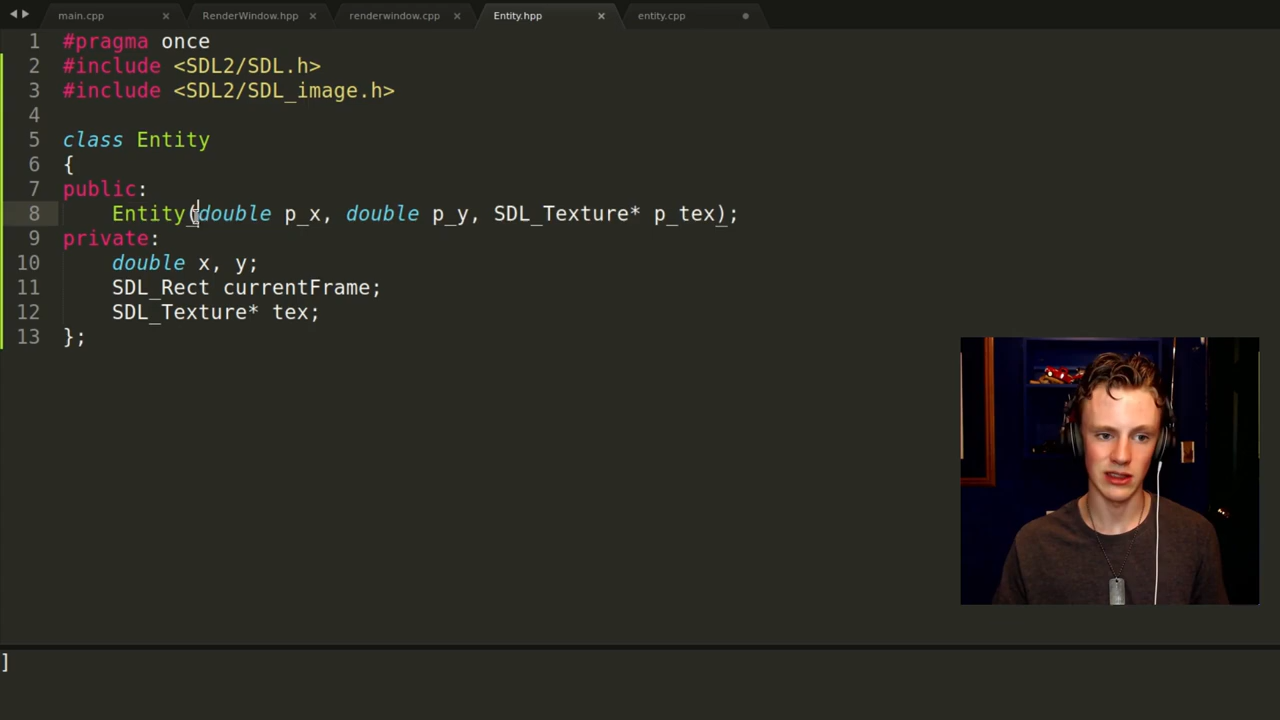 main.cpp RenderWindow.hpp renderwindow.cpp Entity.hpp entity.cpp
1 #pragma once
2 #include <SDL2/SDL.h>
3 #include <SDL2/SDL_image.h>
4
5 class Entity
6 {
7 public:
8 Entity(double p_x, double p_y, SDL_Texture* p_tex);
9 private:
10 double x, y;
11 SDL_Rect currentFrame;
12 SDL_Texture* tex;
13 };
]